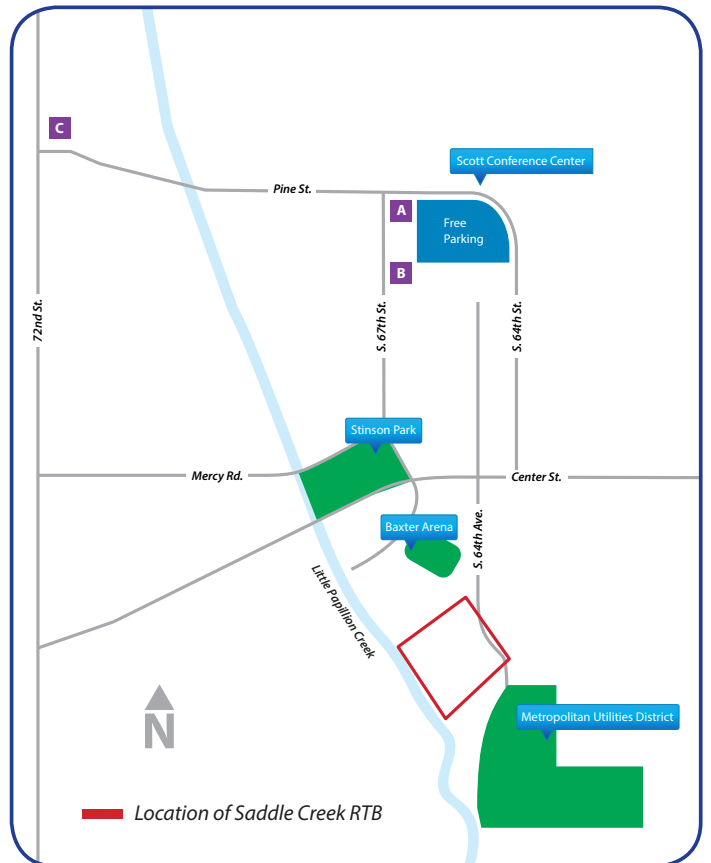 C
Scott Conference Center
Pine St.
A
Free
Parking
B
72nd St.
S. 67th St.
S. 64th St.
Stinson Park
Mercy Rd.
Center St.
Baxter Arena
S. 64th Ave.
Little Papillion Creek
N
Metropolitan Utilities District
Location of Saddle Creek RTB